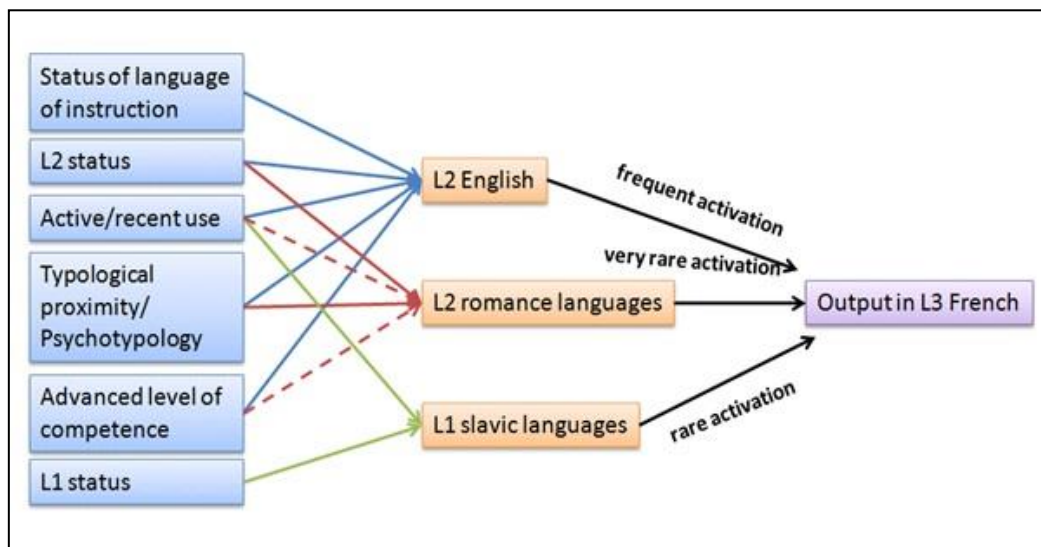 Status of language
of instruction
L2 status
Active/recent use
Typological
proximity/
Psychotypology
Advanced level of
competence
L1 status
L2 English
L2 romance languages
L1 slavic languages
frequent activation
very rare activation
rare activation
Output in L3 French